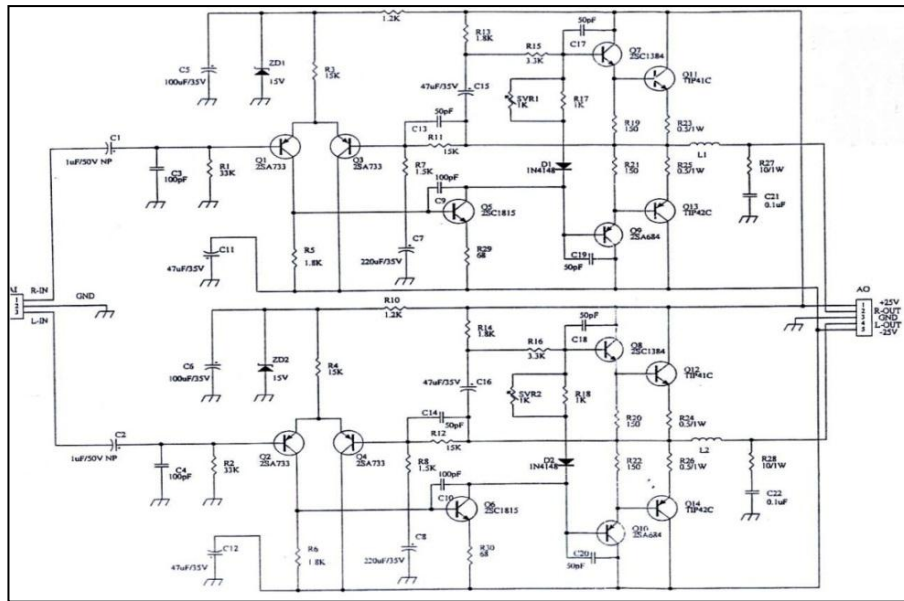 1.2K
C5
100uF/35V
ZD1
15V
R3
15K
R13
1.8K
47uF/35V
C15
50pF
C17
R15
3.3K
SVR1
1K
R17
1K
Q7
2SC1384
Q11
TIP41C
C1
1uF/50V NP
C3
100pF
R1
33K
Q1
2SA733
Q3
2SA733
50pF
C13
R11
15K
R7
1.5K
100pF
C9
Q5
2SC1815
D1
1N4148
R19
150
R21
150
R23
0.5/1W
R25
0.5/1W
L1
R27
10/1W
C21
0.1uF
Q13
TIP42C
Q9
2SA684
C19
50pF
C11
47uF/35V
R5
1.8K
C7
220uF/35V
R29
68
AI
1
2
3
R-IN
GND
L-IN
AO
1
2
3
4
5
+25V
R-OUT
GND
L-OUT
-25V
R10
1.2K
C6
100uF/35V
ZD2
15V
R4
15K
R14
1.8K
47uF/35V
C16
50pF
C18
R16
3.3K
SVR2
1K
R18
1K
Q8
2SC1384
Q12
TIP41C
C2
1uF/50V NP
C4
100pF
R2
33K
Q2
2SA733
Q4
2SA733
C14
50pF
R12
15K
R8
1.5K
100pF
C10
Q6
2SC1815
D2
1N4148
R20
150
R22
150
R24
0.5/1W
R26
0.5/1W
L2
R28
10/1W
C22
0.1uF
Q14
TIP42C
Q10
2SA684
C20
50pF
C12
47uF/35V
R6
1.8K
C8
220uF/35V
R30
68